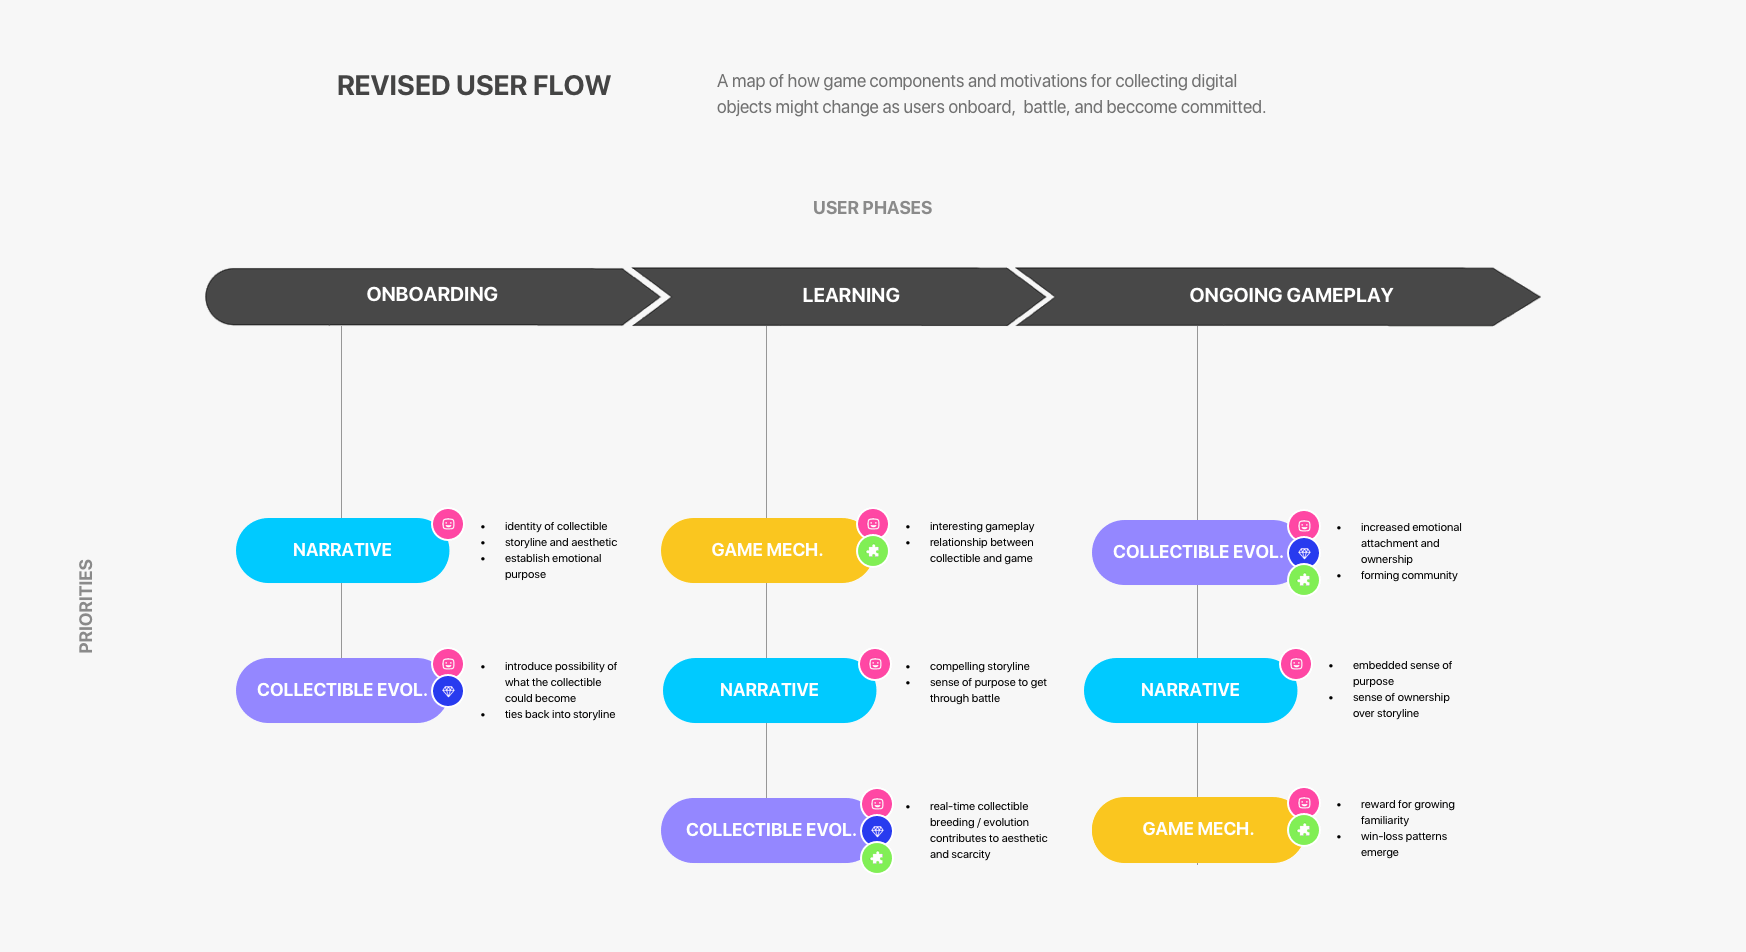 REVISED USER FLOW
A map of how game components and motivations for collecting digital
objects might change as users onboard,  battle, and beccome committed.
USER PHASES
ONBOARDING
LEARNING
ONGOING GAMEPLAY
PRIORITIES
NARRATIVE
• identity of collectible
• storyline and aesthetic
• establish emotional
purpose
COLLECTIBLE EVOL.
• introduce possibility of
what the collectible
could become
• ties back into storyline
GAME MECH.
• interesting gameplay
• relationship between
collectible and game
NARRATIVE
• compelling storyline
• sense of purpose to get
through battle
COLLECTIBLE EVOL.
• real-time collectible
breeding / evolution
contributes to aesthetic
and scarcity
COLLECTIBLE EVOL.
• increased emotional
attachment and
ownership
• forming community
NARRATIVE
• embedded sense of
purpose
• sense of ownership
over storyline
GAME MECH.
• reward for growing
familiarity
• win-loss patterns
emerge